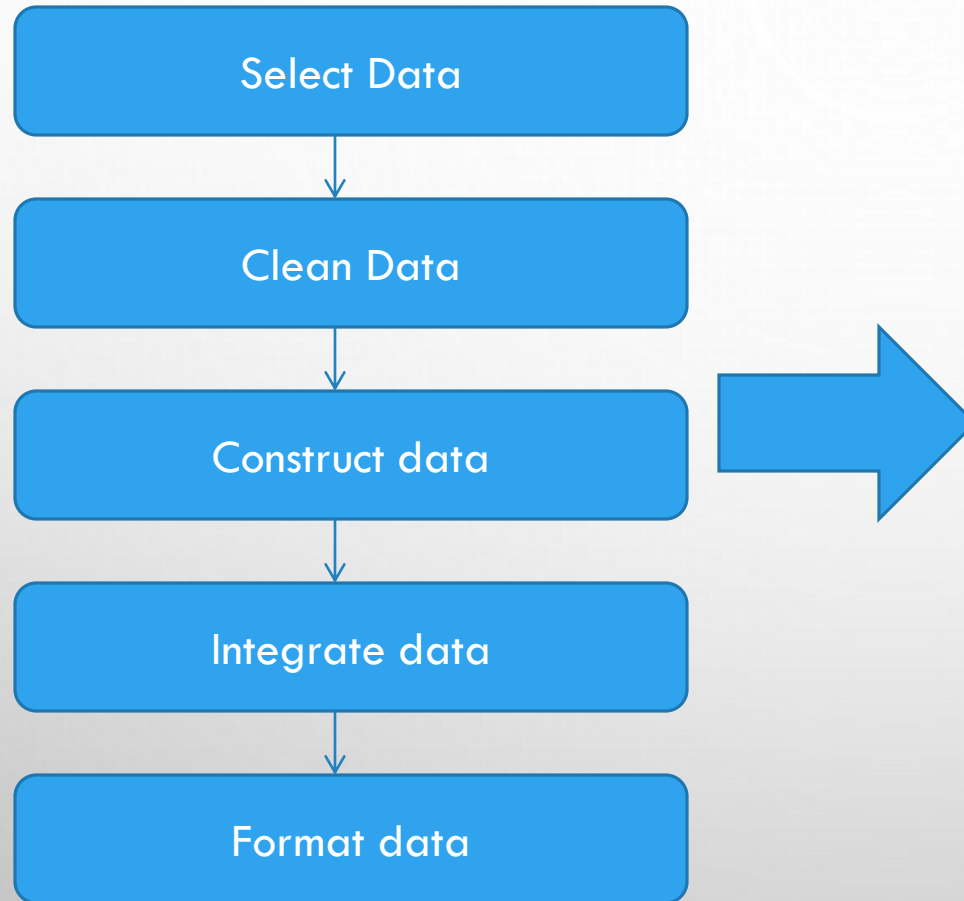 Select Data
Clean Data
Construct data
Integrate data
Format data